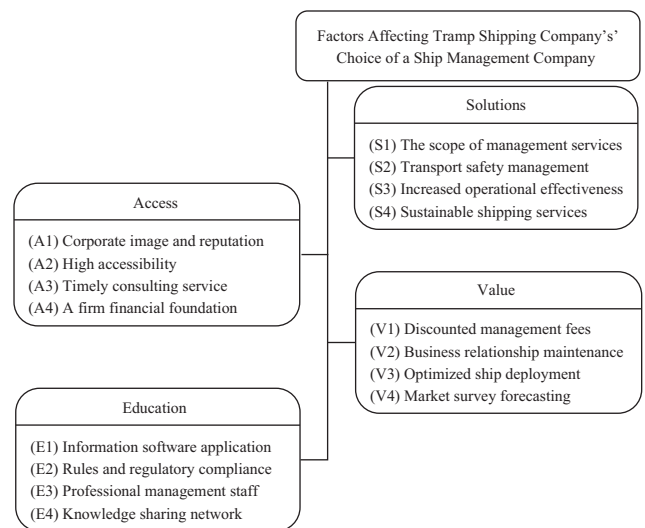 Factors Affecting Tramp Shipping Company's'
Choice of a Ship Management Company
Solutions
(S1) The scope of management services
(S2) Transport safety management
(S3) Increased operational effectiveness
(S4) Sustainable shipping services
Access
(A1) Corporate image and reputation
(A2) High accessibility
(A3) Timely consulting service
(A4) A firm financial foundation
Value
(V1) Discounted management fees
(V2) Business relationship maintenance
(V3) Optimized ship deployment
(V4) Market survey forecasting
Education
(E1) Information software application
(E2) Rules and regulatory compliance
(E3) Professional management staff
(E4) Knowledge sharing network